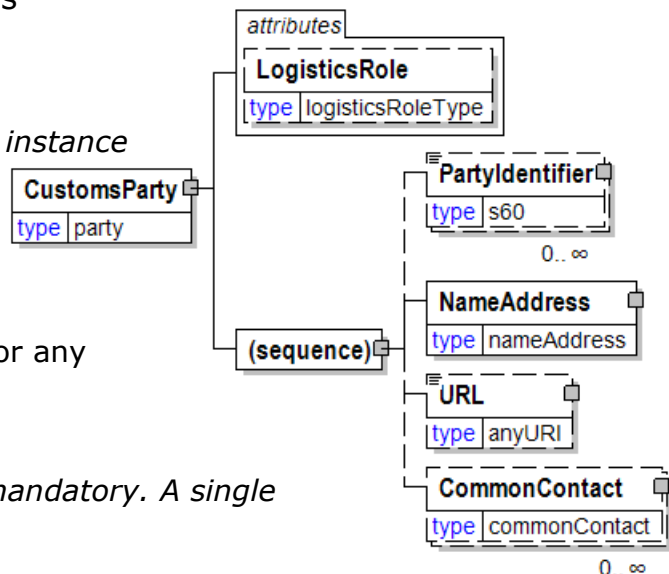 s
attributes
LogisticsRole
type logisticsRoleType
instance
PartyIdentifier
CustomsParty
type s60
type party
0.. ∞
NameAddress
type nameAddress
or any
(sequence)
URL
type anyURI
mandatory. A single
CommonContact
type commonContact
0.. ∞